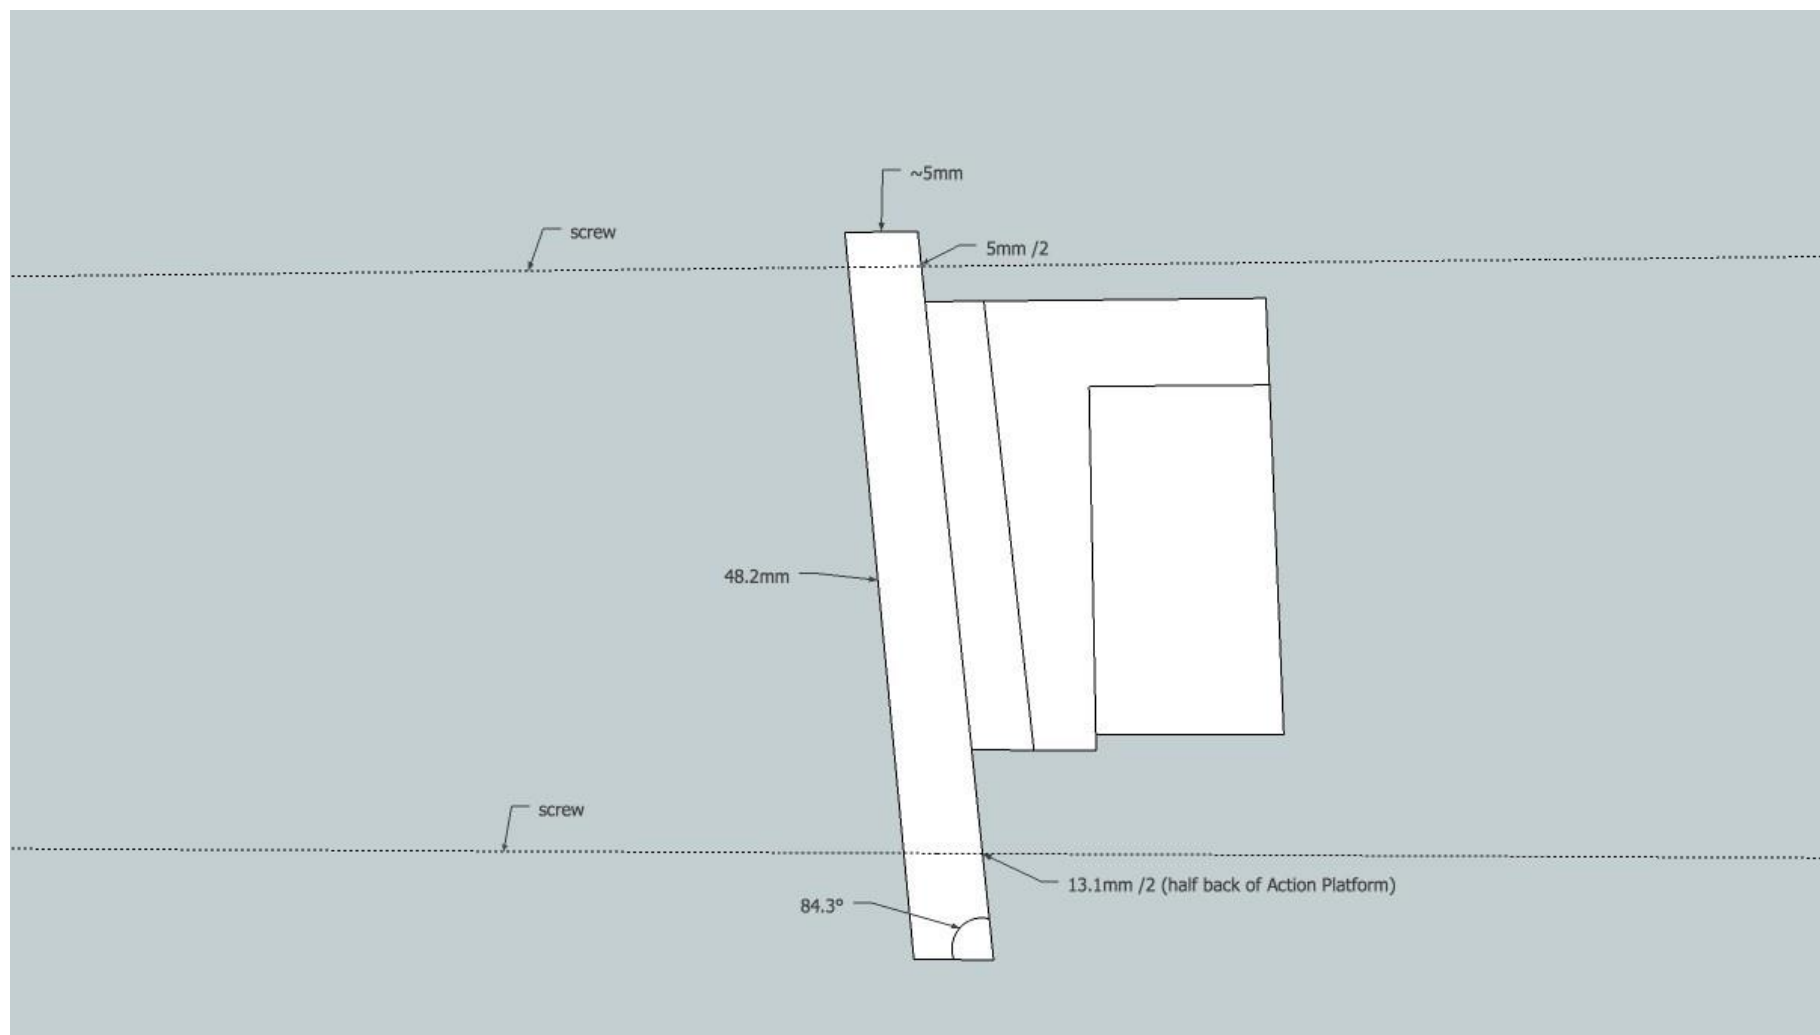 ~5mm
screw
5mm /2
48.2mm
screw
13.1mm /2 (half back of Action Platform)
84.3°